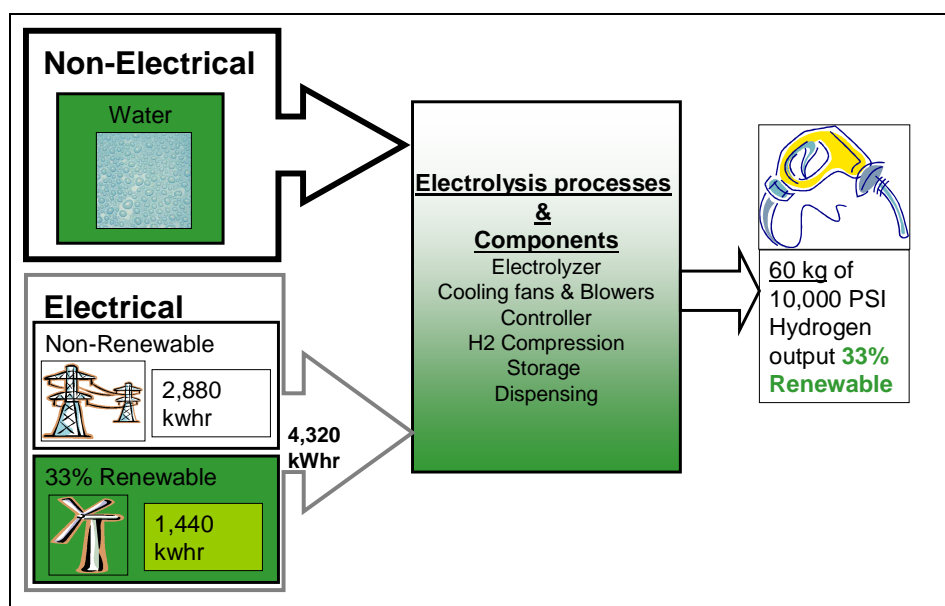 Non-Electrical
Water
Electrical
Non-Renewable
2,880
kwhr
33% Renewable
1,440
kwhr
4,320
kWhr
Electrolysis processes
&
Components
Electrolyzer
Cooling fans & Blowers
Controller
H2 Compression
Storage
Dispensing
60 kg of
10,000 PSI
Hydrogen
output 33%
Renewable